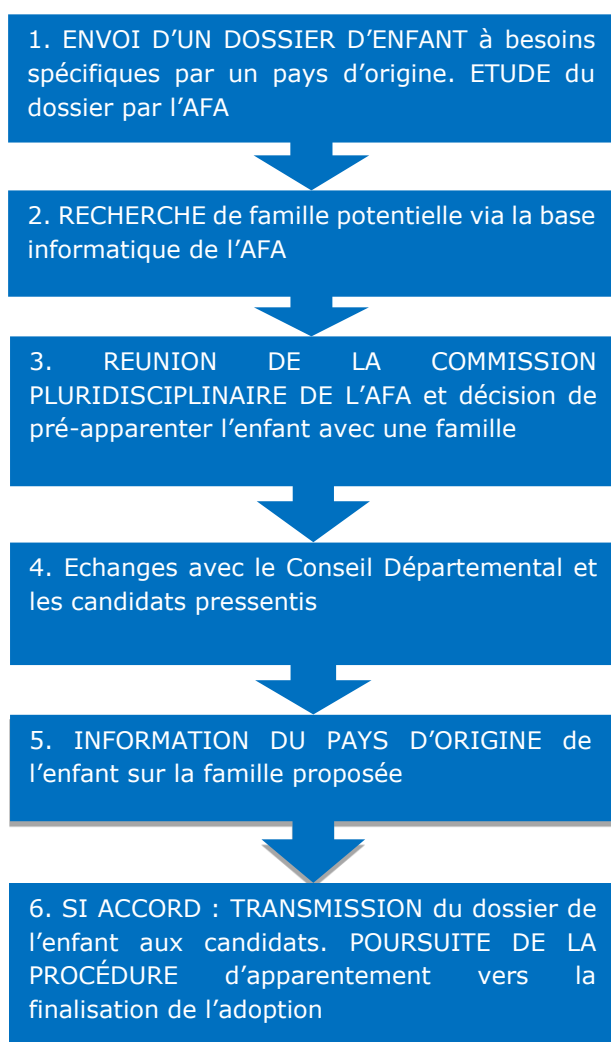 1. ENVOI D’UN DOSSIER D’ENFANT à besoins
spécifiques par un pays d’origine. ETUDE du
dossier par l’AFA
2. RECHERCHE de famille potentielle via la base
informatique de l’AFA
3. REUNION DE LA COMMISSION
PLURIDISCIPLINAIRE DE L’AFA et décision de
pré-apparenter l’enfant avec une famille
4. Echanges avec le Conseil Départemental et
les candidats pressentis
5. INFORMATION DU PAYS D’ORIGINE de
l’enfant sur la famille proposée
6. SI ACCORD : TRANSMISSION du dossier de
l’enfant aux candidats. POURSUITE DE LA
PROCÉDURE d’apparentement vers la
finalisation de l’adoption